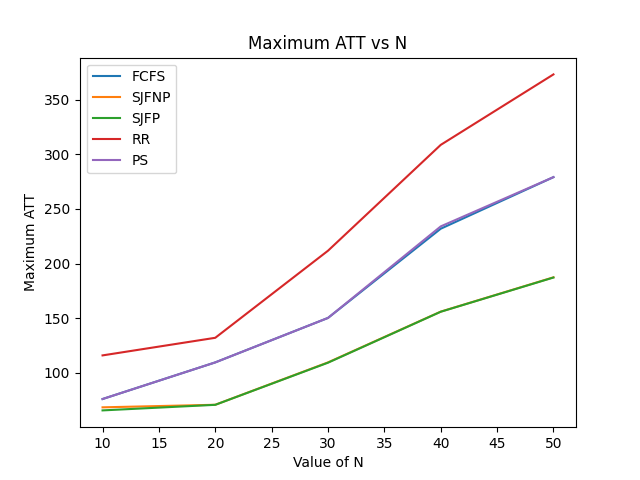 Maximum ATT vs N
FCFS
SJFNP
SJFP
RR
PS
Maximum ATT
350
300
250
200
150
100
10 15 20 25 30 35 40 45 50
Value of N